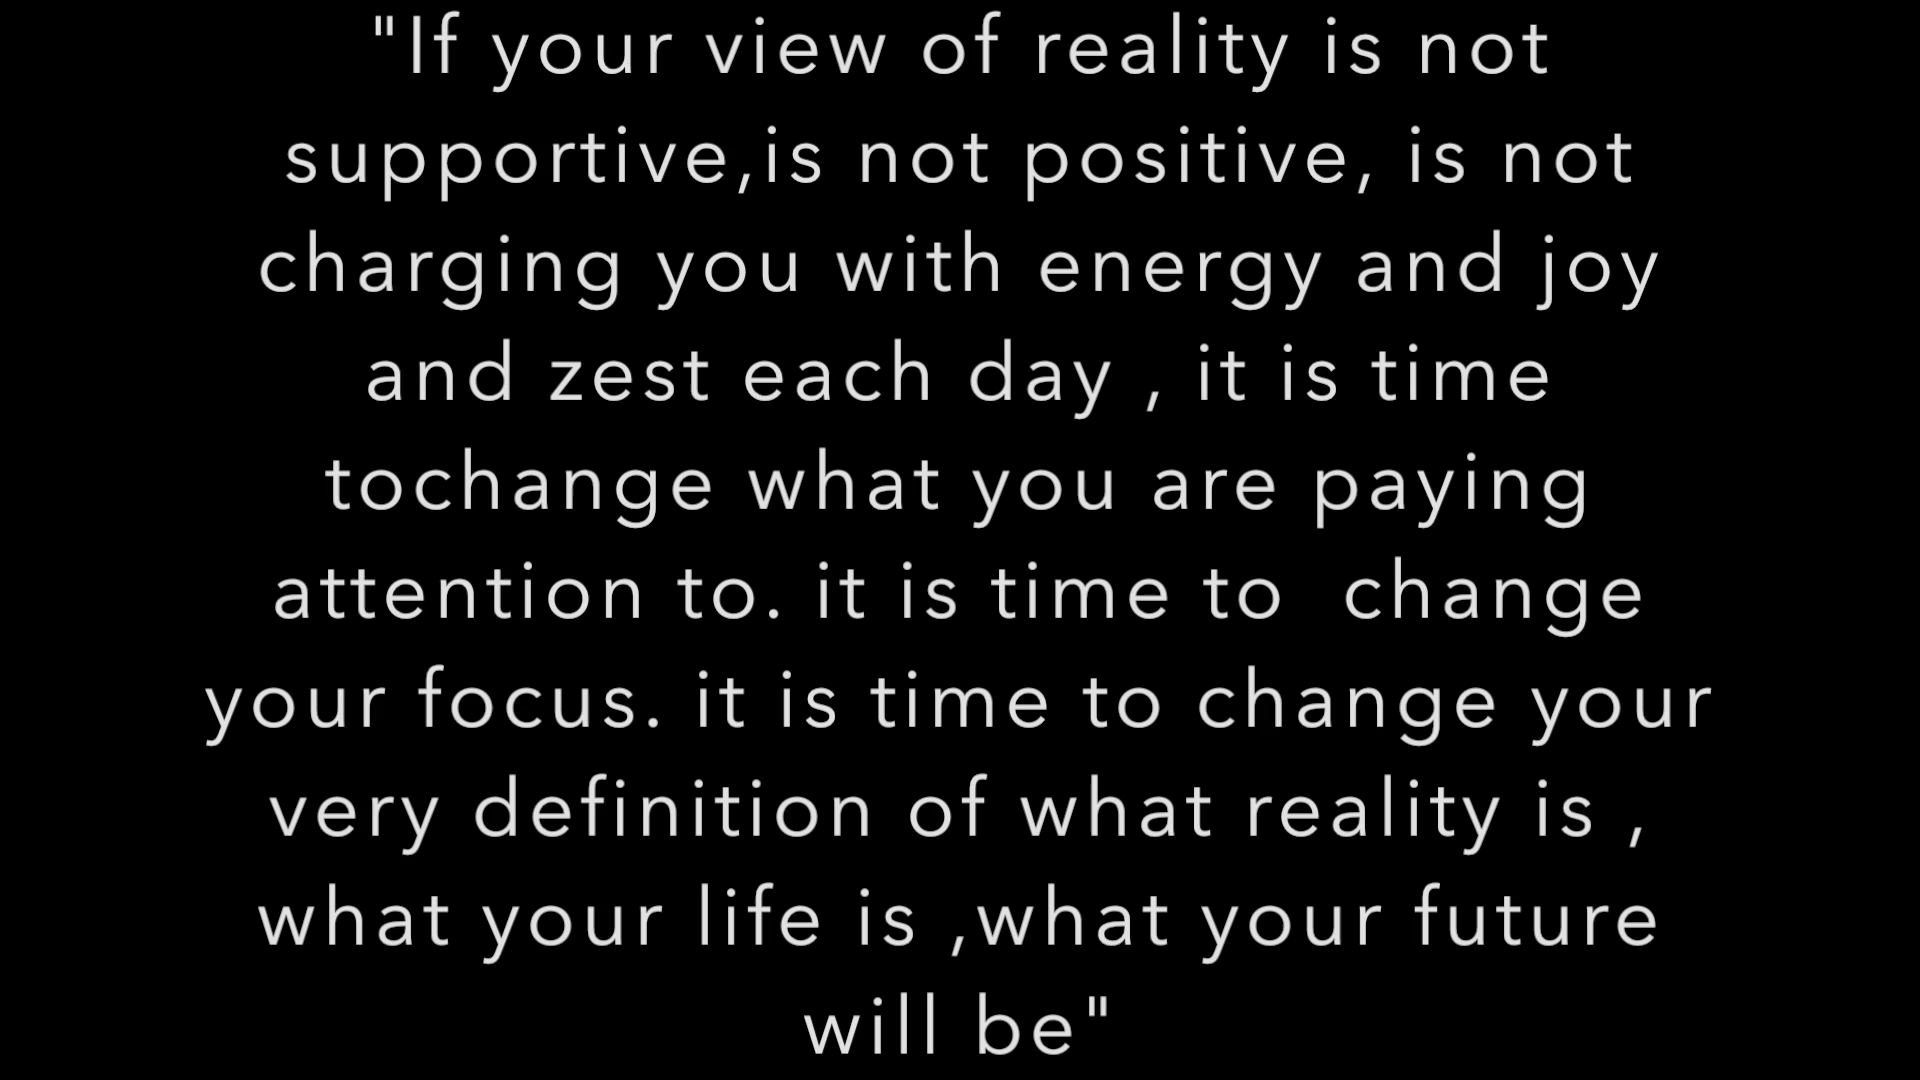 "If your view of reality is not
supportive,is not positive, is not
charging you with energy and joy
and zest each day , it is time
tochange what you are paying
attention to. it is time to  change
your focus. it is time to change your
very definition of what reality is ,
what your life is ,what your future
will be"